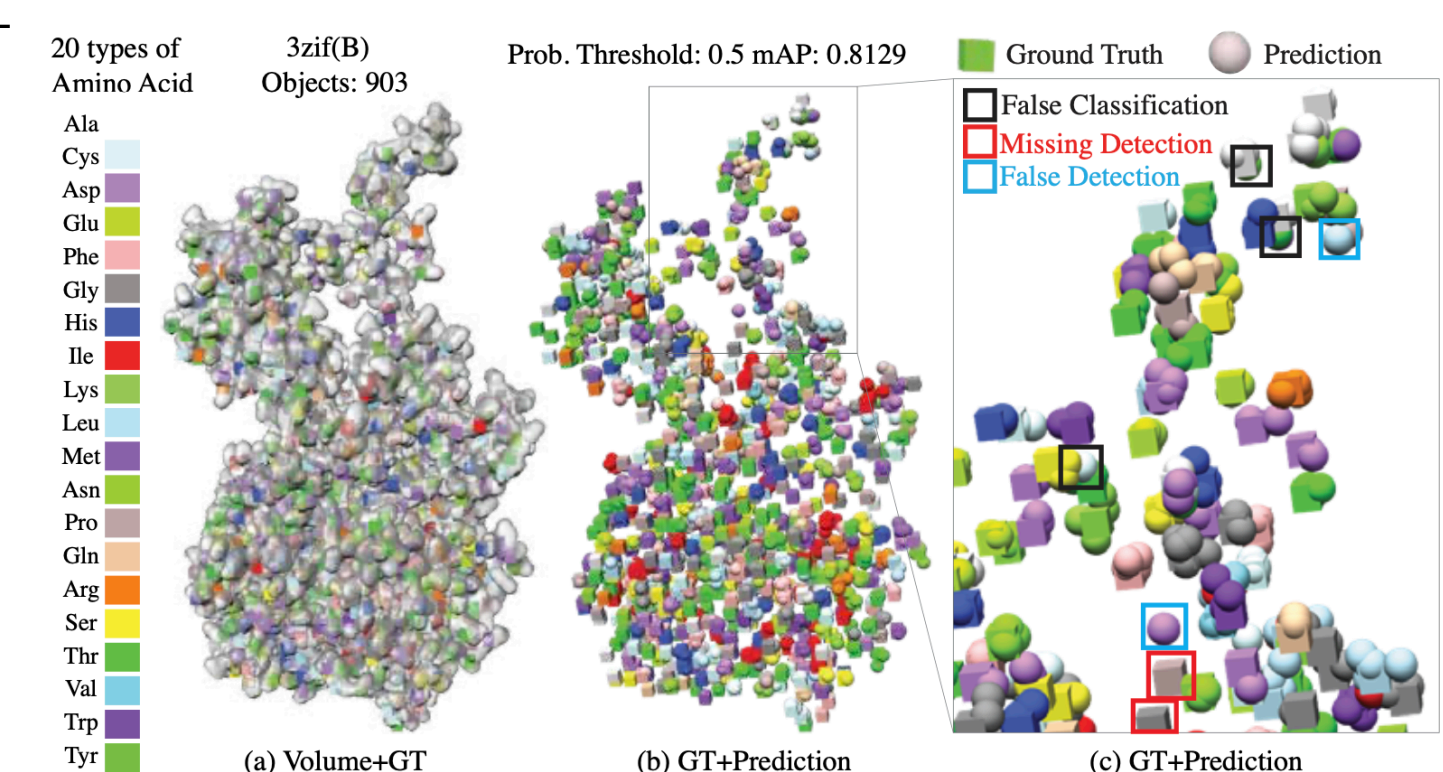 20 types of
Amino Acid
3zif(B)
Objects: 903
Prob. Threshold: 0.5 mAP: 0.8129
Ground Truth
Prediction
False Classification
Missing Detection
False Detection
Ala
Cys
Asp
Glu
Phe
Gly
His
Ile
Lys
Leu
Met
Asn
Pro
Gln
Arg
Ser
Thr
Val
Trp
Tyr
(a) Volume+GT
(b) GT+Prediction
(c) GT+Prediction